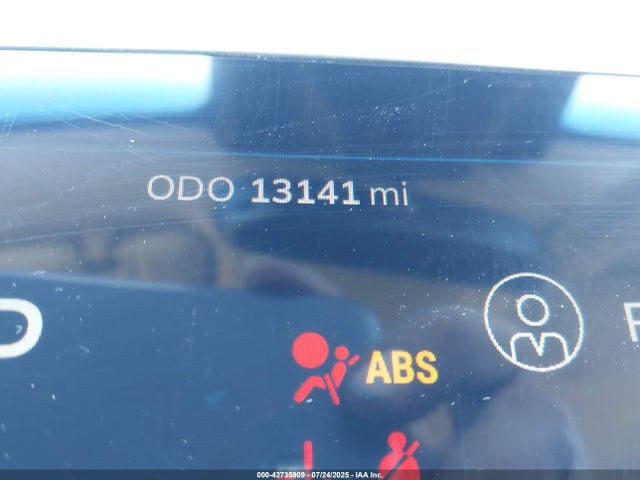 ODO 13141 mi
ABS
000-42735909 - 07/24/2025 - IAA Inc.